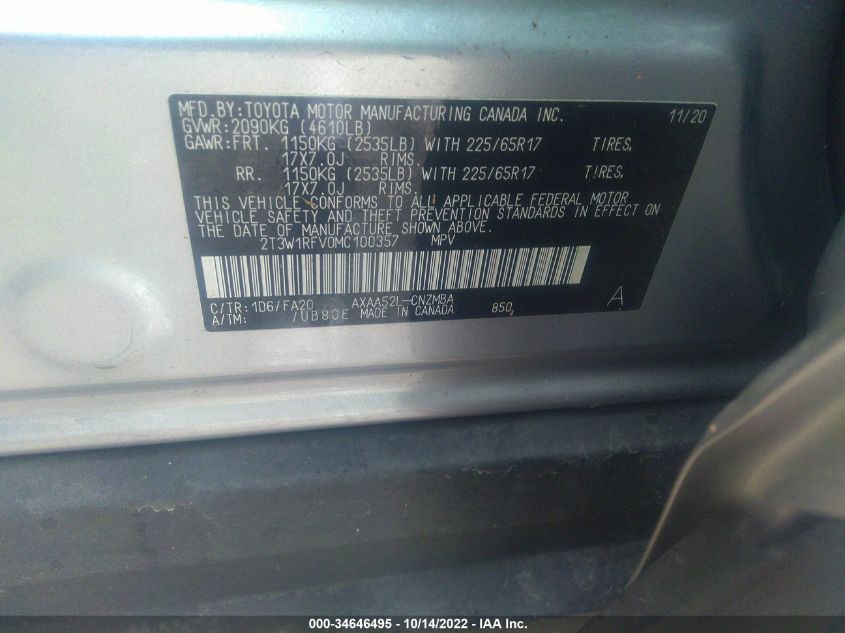 MFD.BY:TOYOTA MOTOR MANUFACTURING CANADA INC. 11/20
GVWR:2090KG (4610LB)
GAWR:FRT. 1150KG (2535LB) WITH 225/65R17 TIRES,
17X7.0J RIMS.
RR. 1150KG (2535LB) WITH 225/65R17 TIRES,
17X7.0J RIMS.
THIS VEHICLE CONFORMS TO ALL APPLICABLE FEDERAL MOTOR
VEHICLE SAFETY AND THEFT PREVENTION STANDARDS IN EFFECT ON
THE DATE OF MANUFACTURE SHOWN ABOVE.
2T3W1RFV0MC100357 MPV
C/TR:1D6/FA20 AXAA52L-CNZMBA 850, A
A/TM: /UB80E MADE IN CANADA
000-34646495 - 10/14/2022 - IAA Inc.